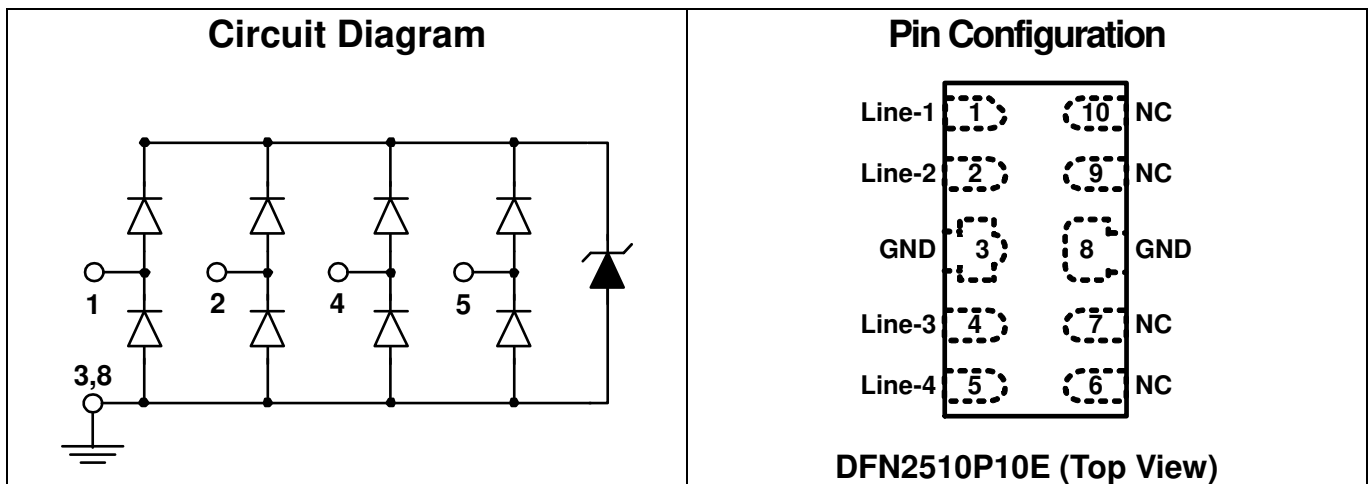 Circuit Diagram
1
2
4
5
3,8
Pin Configuration
Line-1 1 10 NC
Line-2 2 9 NC
GND 3 8 GND
Line-3 4 7 NC
Line-4 5 6 NC
DFN2510P10E (Top View)